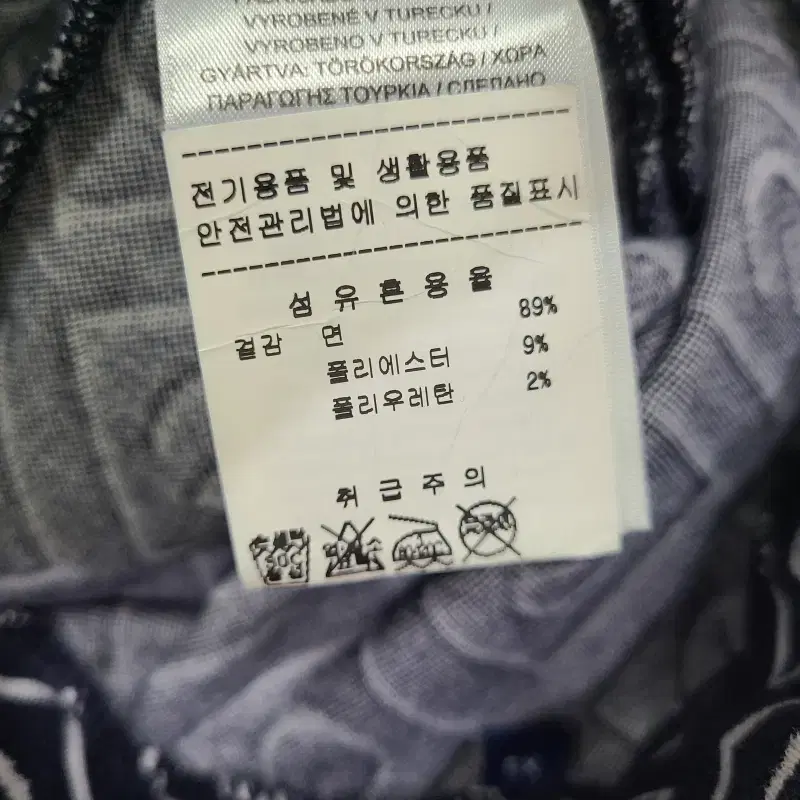 VYROBENÉ V TURECKU /
VYROBENO V TURECKU /
GYÁRTVA: TÖRÖKORSZÁG / ΧΩΡΑ
ΠΑΡΑΓΩΓΗΣ ΤΟΥΡΚΙΑ / СДЕЛАНО
전기용품 및 생활용품
안전관리법에 의한 품질표시
섬유혼용율
겉감 면 89%
폴리에스터 9%
폴리우레탄 2%
취급주의